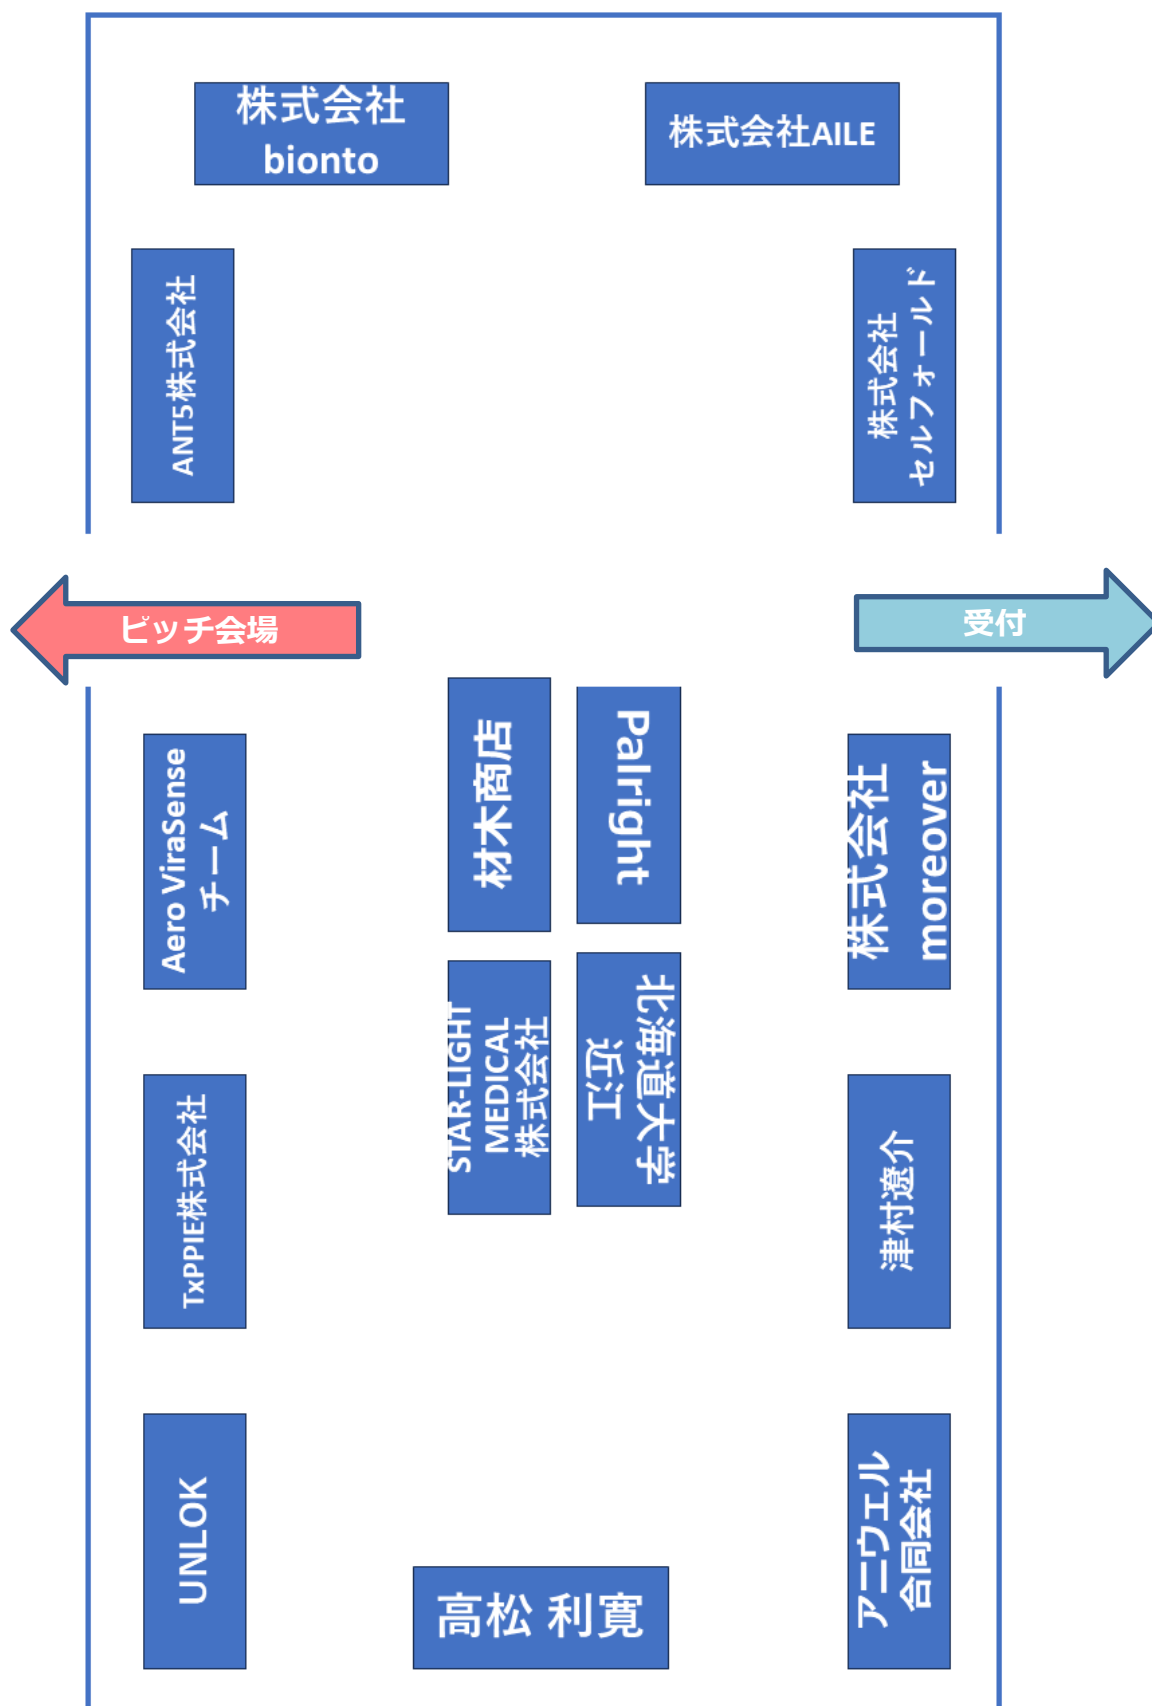 株式会社
bionto
株式会社AILE
ANT5株式会社
株式会社
セルフォールド
ピッチ会場
受付
Aero ViraSense
チーム
材木商店
Palright
株式会社
moreover
STAR-LIGHT
MEDICAL
株式会社
北海道大学
近江
TxPPIE株式会社
津村遼介
UNLOK
高松 利寛
アニウェル
合同会社